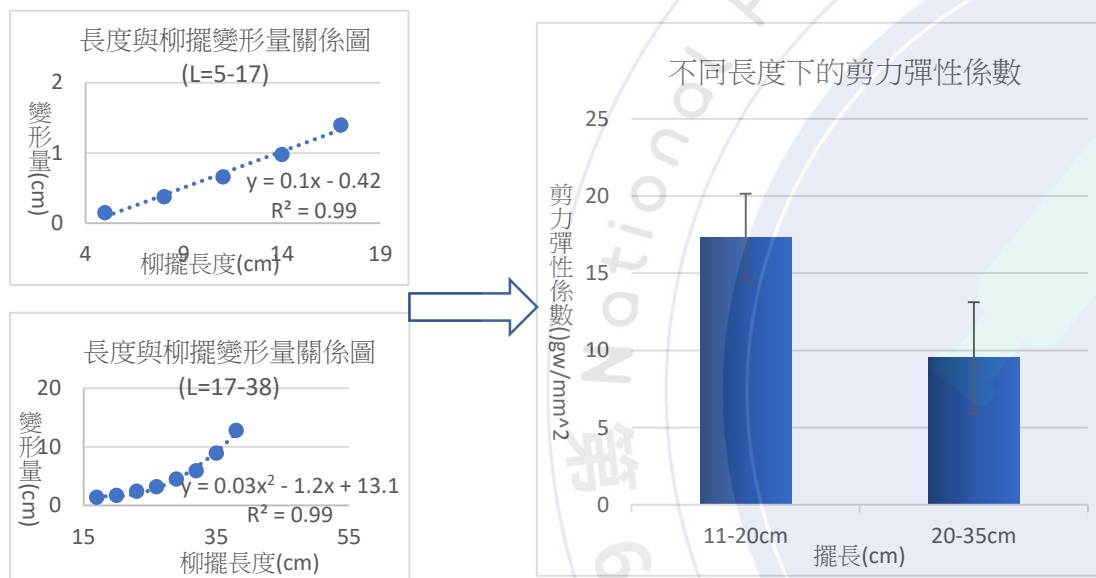 長度與柳擺變形量關係圖
(L=5-17)
2
1
0
變形量(cm)
y = 0.1x - 0.42
R² = 0.99
4
9
14
19
柳擺長度(cm)
長度與柳擺變形量關係圖
(L=17-38)
20
10
0
變形量(cm)
y = 0.03x² - 1.2x + 13.1
R² = 0.99
15
35
55
柳擺長度(cm)
不同長度下的剪力彈性係數
25
20
15
10
5
0
剪力彈性係數()gw/mm^2
11-20cm
20-35cm
擺長(cm)
National
第